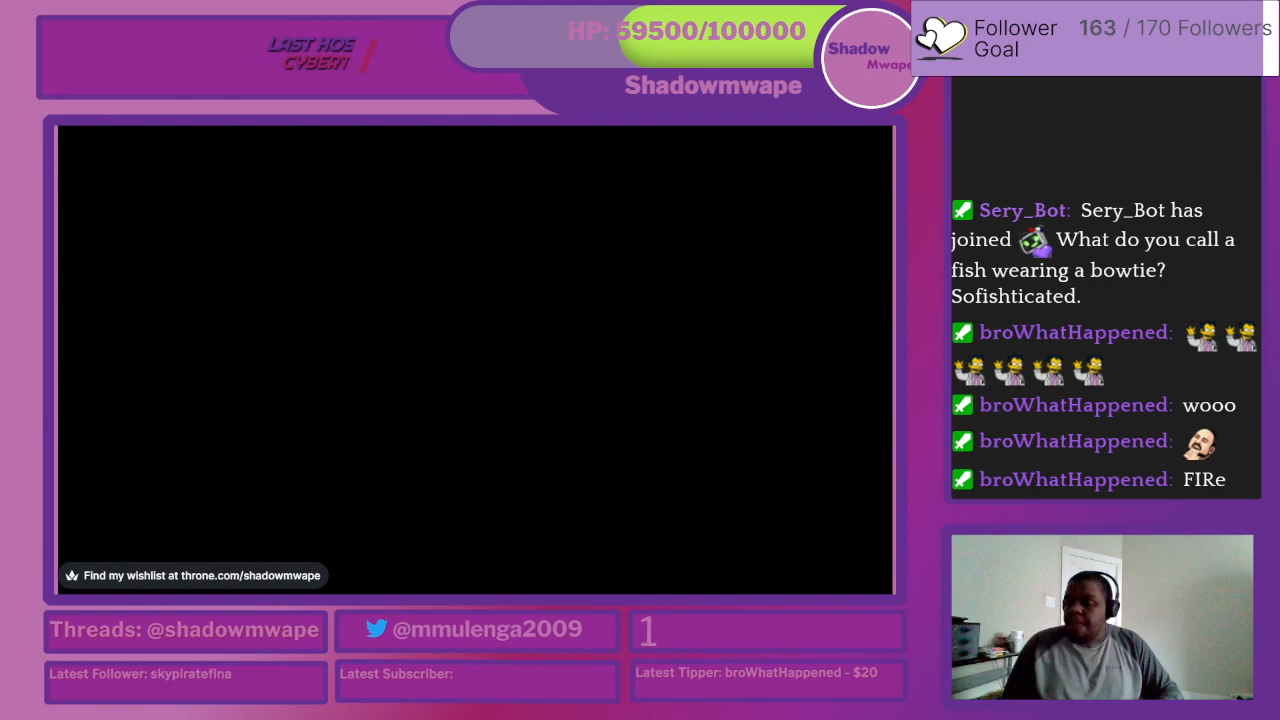 LAST HOE
CYBER1
HP: 59500/100000
Shadowmwape
Shadow
Mwape
Follower Goal
163 / 170 Followers
Sery_Bot: Sery_Bot has
joined What do you call a
fish wearing a bowtie?
Sofishticated.
broWhatHappened:
broWhatHappened: wooo
broWhatHappened:
broWhatHappened: FIRe
Find my wishlist at throne.com/shadowmwape
Threads: @shadowmwape
@mmulenga2009
1
Latest Follower: skypiratefina
Latest Subscriber:
Latest Tipper: broWhatHappened - $20